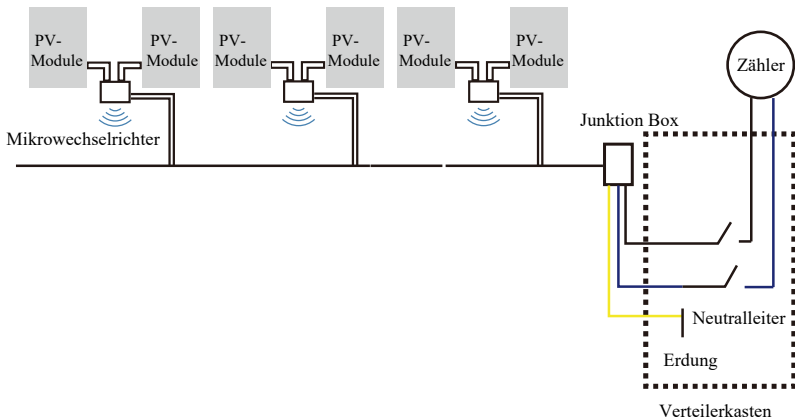 PV-
Module
PV-
Module
PV-
Module
PV-
Module
PV-
Module
PV-
Module
Zähler
Mikrowechselrichter
Junktion Box
Neutralleiter
Erdung
Verteilerkasten